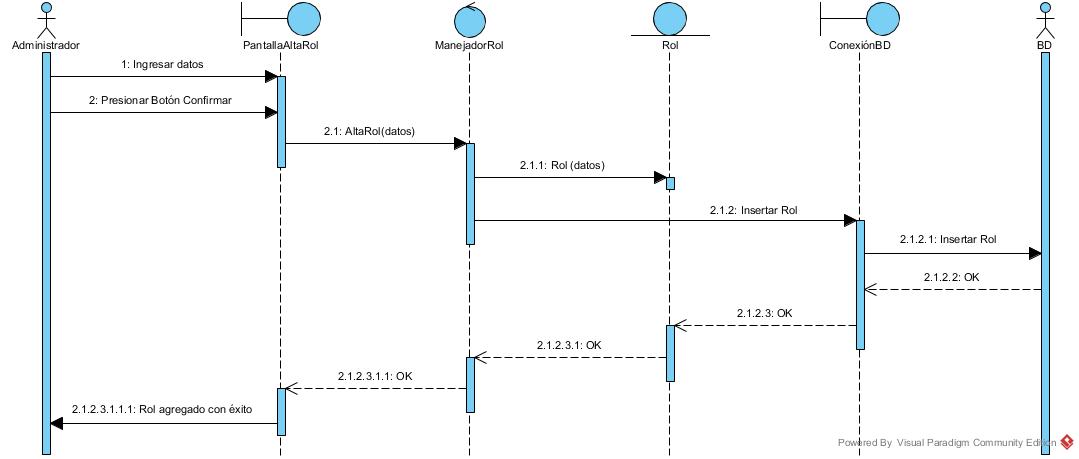 Administrador
PantallaAltaRol
ManejadorRol
Rol
ConexiónBD
BD
1: Ingresar datos
2: Presionar Botón Confirmar
2.1: AltaRol(datos)
2.1.1: Rol (datos)
2.1.2: Insertar Rol
2.1.2.1: Insertar Rol
2.1.2.2: OK
2.1.2.3: OK
2.1.2.3.1: OK
2.1.2.3.1.1: OK
2.1.2.3.1.1.1: Rol agregado con éxito
Powered By Visual Paradigm Community Edition